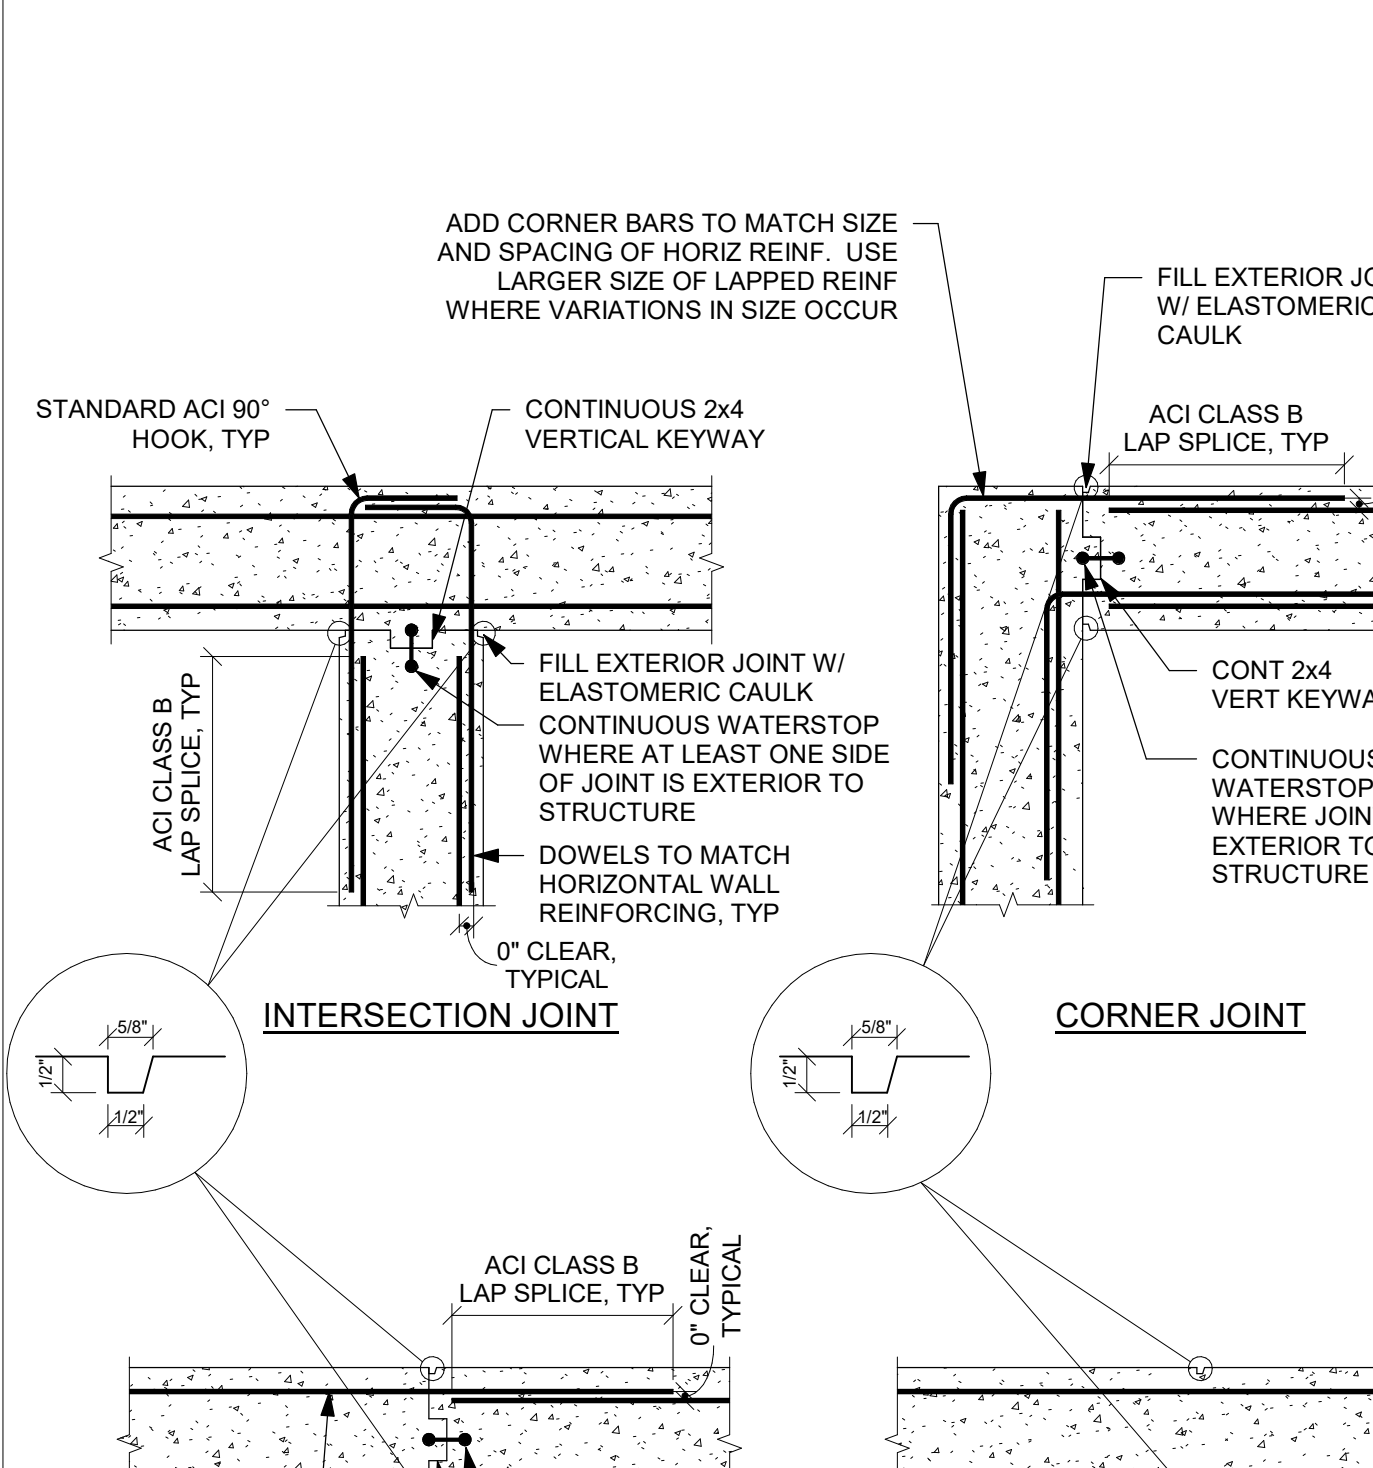 ADD CORNER BARS TO MATCH SIZE
AND SPACING OF HORIZ REINF. USE
LARGER SIZE OF LAPPED REINF
WHERE VARIATIONS IN SIZE OCCUR
FILL EXTERIOR
W/ ELASTOMERIC
CAULK
STANDARD ACI 90°
HOOK, TYP
CONTINUOUS 2x4
VERTICAL KEYWAY
ACI CLASS B
LAP SPLICE, TYP
ACI CLASS B
LAP SPLICE, TYP
FILL EXTERIOR JOINT W/
ELASTOMERIC CAULK
CONTINUOUS WATERSTOP
WHERE AT LEAST ONE SIDE
OF JOINT IS EXTERIOR TO
STRUCTURE
DOWELS TO MATCH
HORIZONTAL WALL
REINFORCING, TYP
0" CLEAR,
TYPICAL
CONT 2x4
VERT
CONTINUOUS
WATERSTOP
WHERE
EXTERIOR TO
STRUCTURE
INTERSECTION JOINT
CORNER JOINT
5/8"
1/2"
1/2"
5/8"
1/2"
1/2"
ACI CLASS B
LAP SPLICE, TYP
0" CLEAR,
TYPICAL